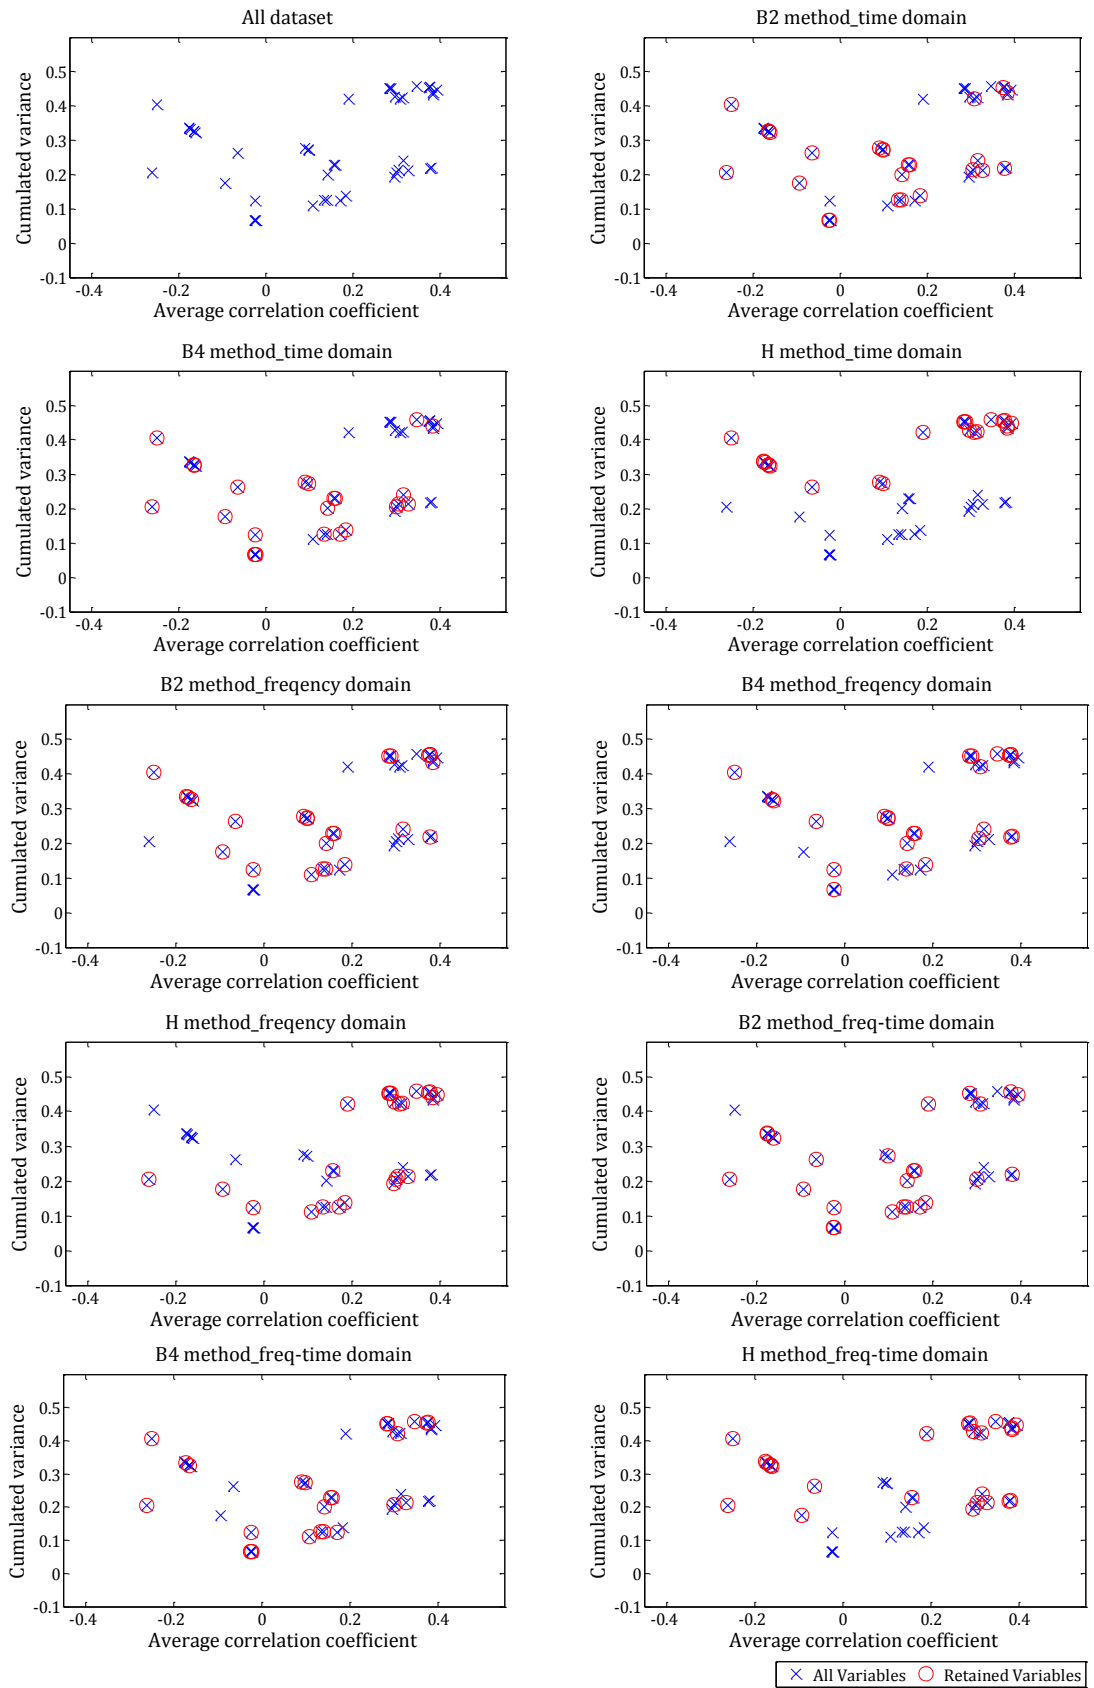 All dataset
B2 method_time domain
Cumulated variance
0.5
0.4
0.3
0.2
0.1
0
-0.1
-0.4 -0.2 0 0.2 0.4
Average correlation coefficient
Cumulated variance
0.5
0.4
0.3
0.2
0.1
0
-0.1
-0.4 -0.2 0 0.2 0.4
Average correlation coefficient
B4 method_time domain
H method_time domain
Cumulated variance
0.5
0.4
0.3
0.2
0.1
0
-0.1
-0.4 -0.2 0 0.2 0.4
Average correlation coefficient
Cumulated variance
0.5
0.4
0.3
0.2
0.1
0
-0.1
-0.4 -0.2 0 0.2 0.4
Average correlation coefficient
B2 method_freqency domain
B4 method_freqency domain
Cumulated variance
0.5
0.4
0.3
0.2
0.1
0
-0.1
-0.4 -0.2 0 0.2 0.4
Average correlation coefficient
Cumulated variance
0.5
0.4
0.3
0.2
0.1
0
-0.1
-0.4 -0.2 0 0.2 0.4
Average correlation coefficient
H method_freqency domain
B2 method_freq-time domain
Cumulated variance
0.5
0.4
0.3
0.2
0.1
0
-0.1
-0.4 -0.2 0 0.2 0.4
Average correlation coefficient
Cumulated variance
0.5
0.4
0.3
0.2
0.1
0
-0.1
-0.4 -0.2 0 0.2 0.4
Average correlation coefficient
B4 method_freq-time domain
H method_freq-time domain
Cumulated variance
0.5
0.4
0.3
0.2
0.1
0
-0.1
-0.4 -0.2 0 0.2 0.4
Average correlation coefficient
Cumulated variance
0.5
0.4
0.3
0.2
0.1
0
-0.1
-0.4 -0.2 0 0.2 0.4
Average correlation coefficient
All Variables Retained Variables